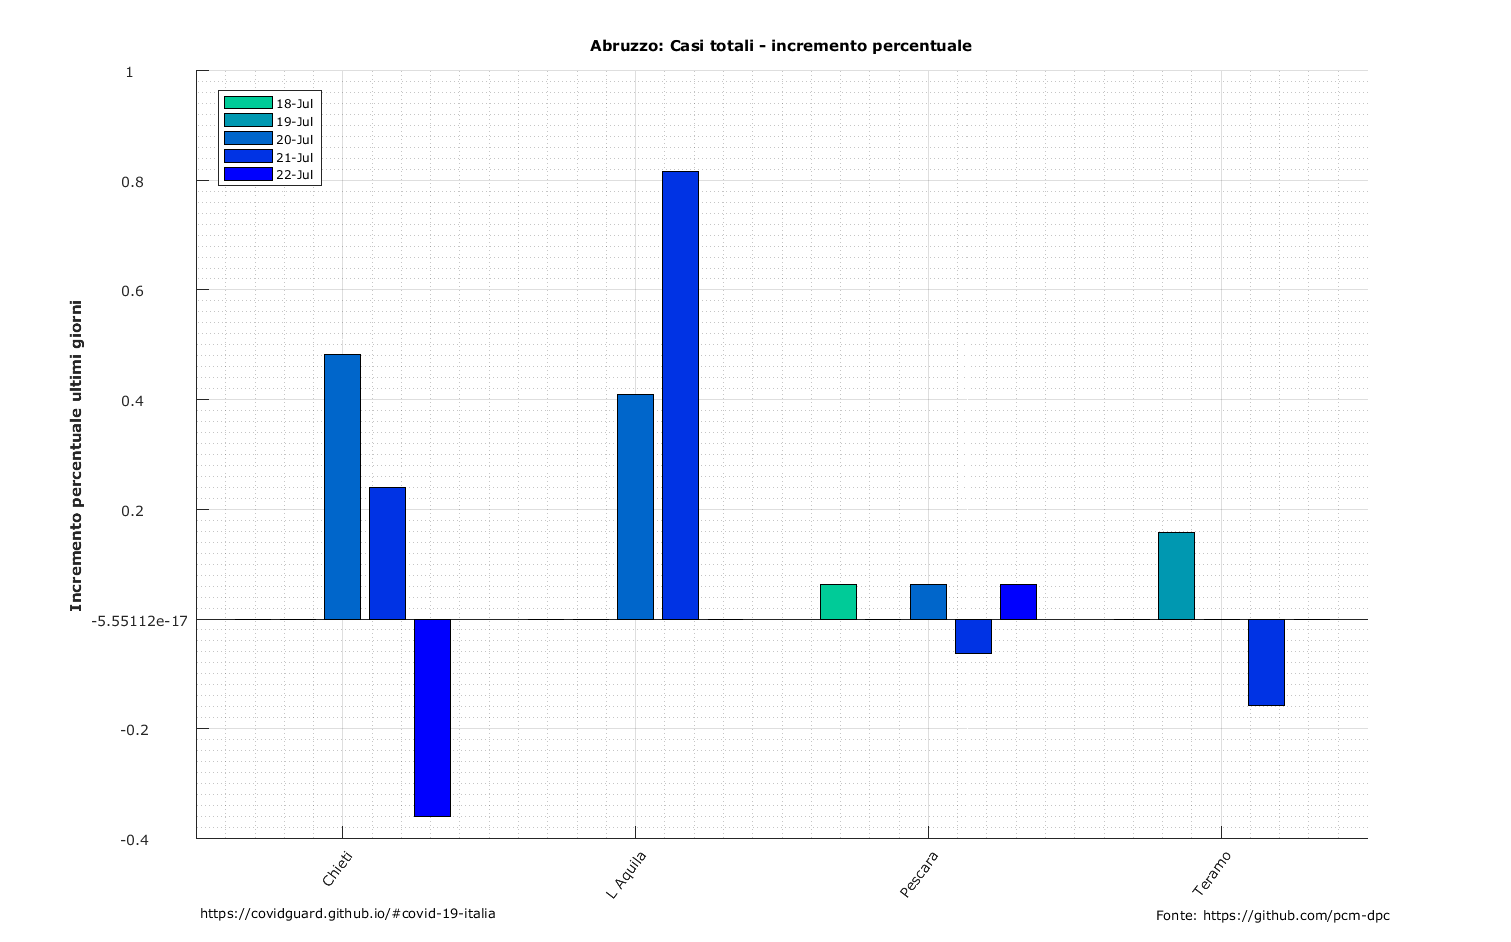 Abruzzo: Casi totali - incremento percentuale
Incremento percentuale ultimi giorni
1
0.8
0.6
0.4
0.2
-5.55112e-17
-0.2
-0.4
18-Jul
19-Jul
20-Jul
21-Jul
22-Jul
Chieti
L Aquila
Pescara
Teramo
https://covidguard.github.io/#covid-19-italia
Fonte: https://github.com/pcm-dpc